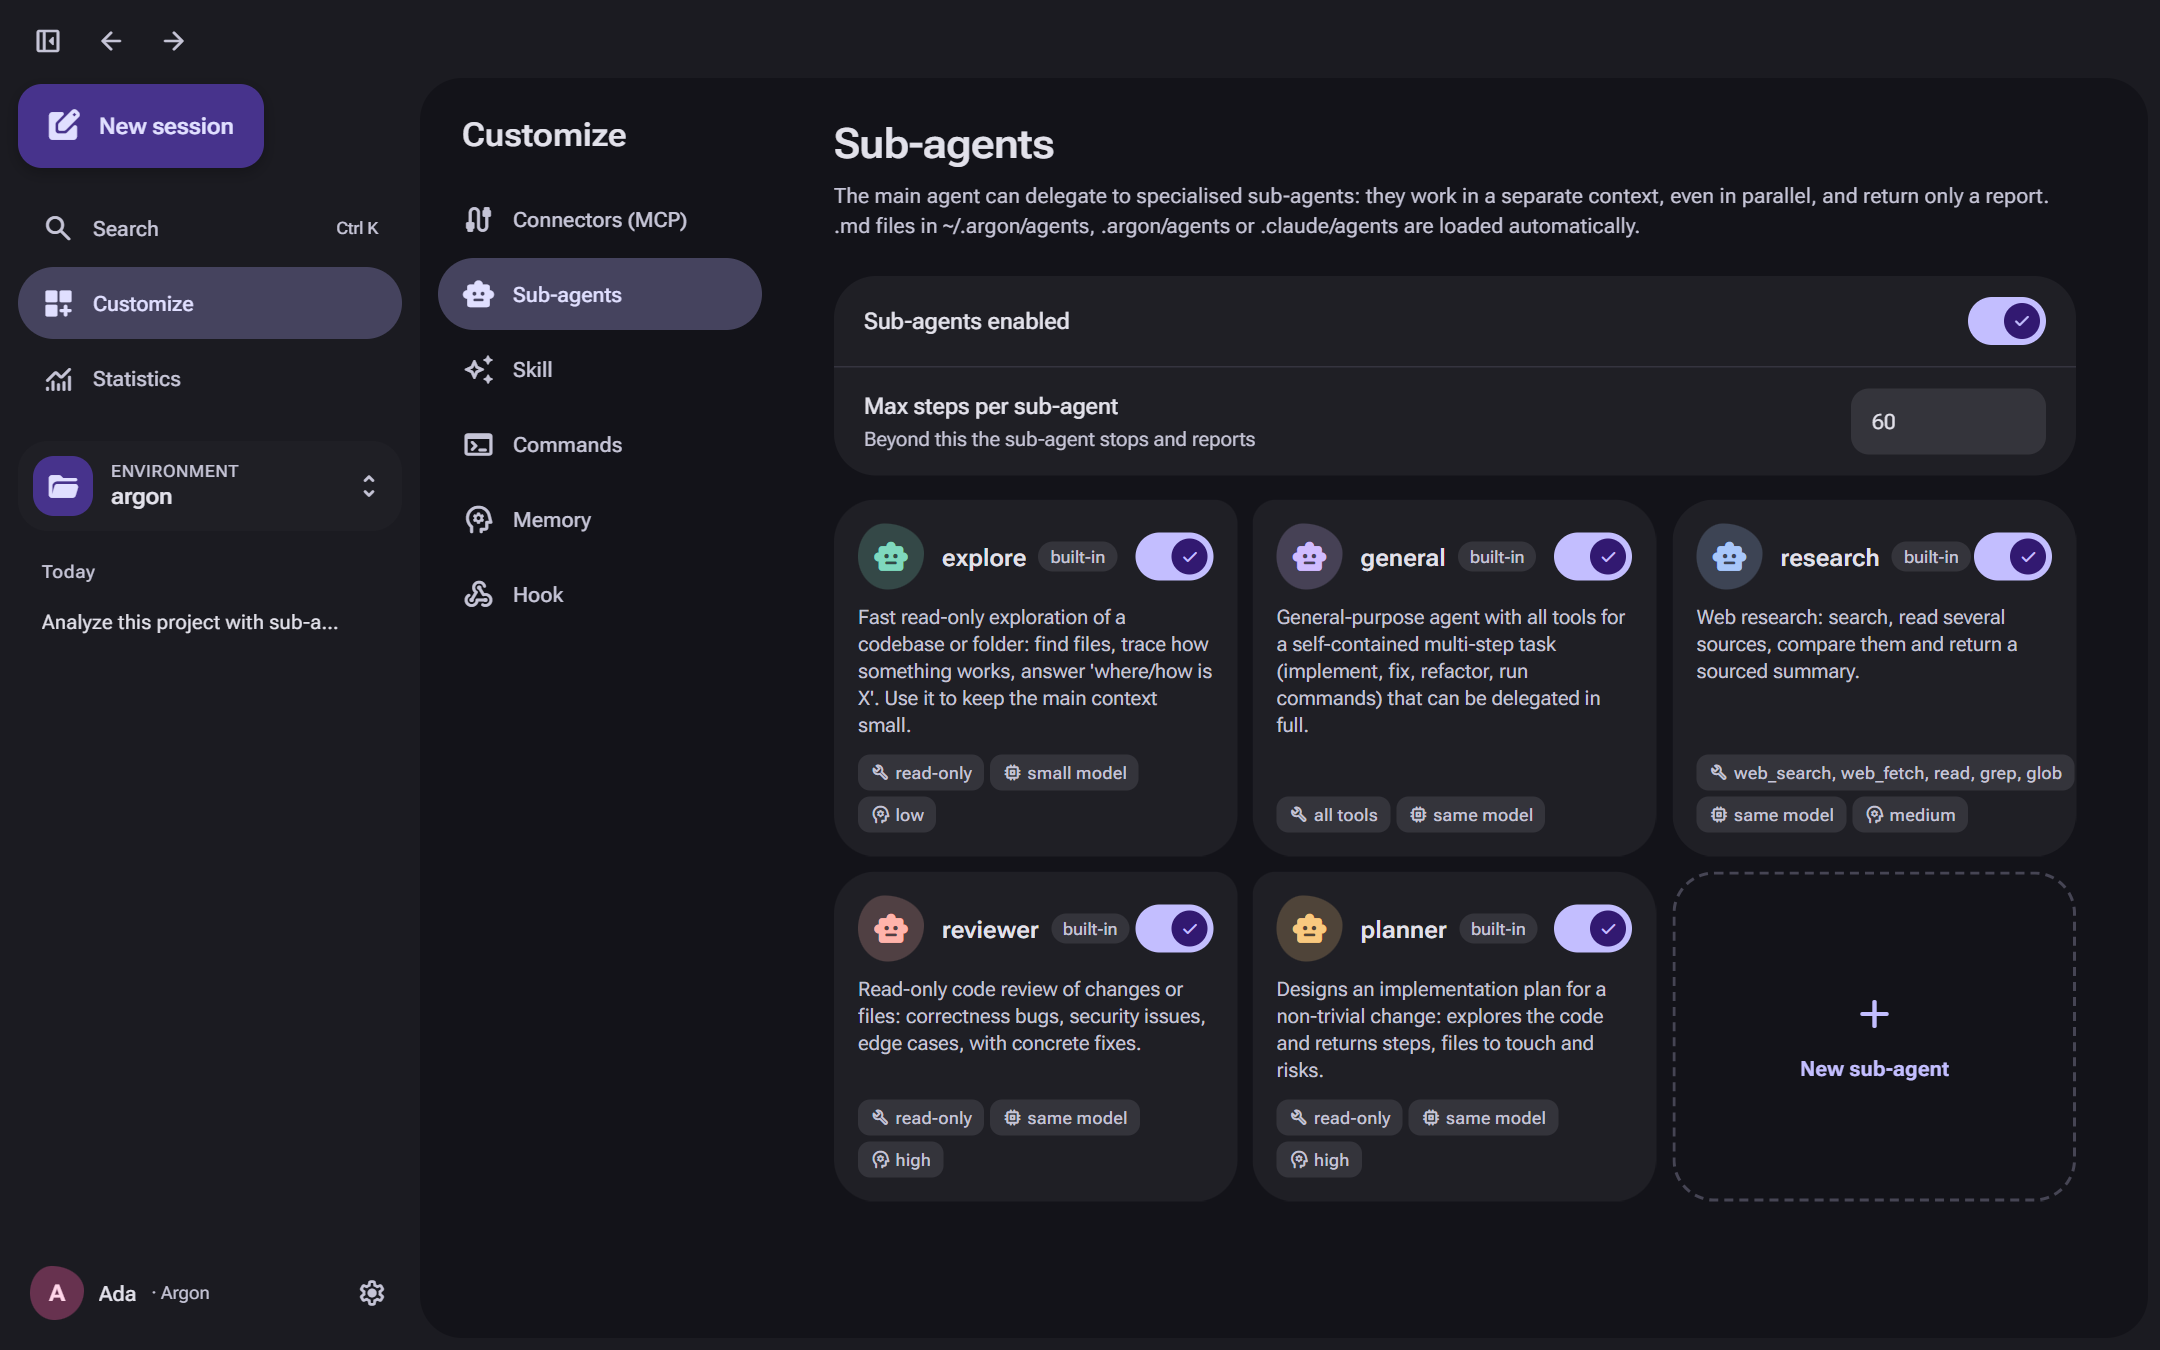 New session
Search
Ctrl K
Customize
Statistics
ENVIRONMENT
argon
Today
Analyze this project with sub-a...
A
Ada
· Argon
Customize
Connectors (MCP)
Sub-agents
Skill
Commands
Memory
Hook
Sub-agents
The main agent can delegate to specialised sub-agents: they work in a separate context, even in parallel, and return only a report.
.md files in ~/.argon/agents, .argon/agents or .claude/agents are loaded automatically.
Sub-agents enabled
Max steps per sub-agent
Beyond this the sub-agent stops and reports
60
explore
built-in
Fast read-only exploration of a
codebase or folder: find files, trace how
something works, answer 'where/how is
X'. Use it to keep the main context
small.
read-only
small model
low
general
built-in
General-purpose agent with all tools for
a self-contained multi-step task
(implement, fix, refactor, run
commands) that can be delegated in
full.
all tools
same model
research
built-in
Web research: search, read several
sources, compare them and return a
sourced summary.
web_search, web_fetch, read, grep, glob
same model
medium
reviewer
built-in
Read-only code review of changes or
files: correctness bugs, security issues,
edge cases, with concrete fixes.
read-only
same model
high
planner
built-in
Designs an implementation plan for a
non-trivial change: explores the code
and returns steps, files to touch and
risks.
read-only
same model
high
New sub-agent